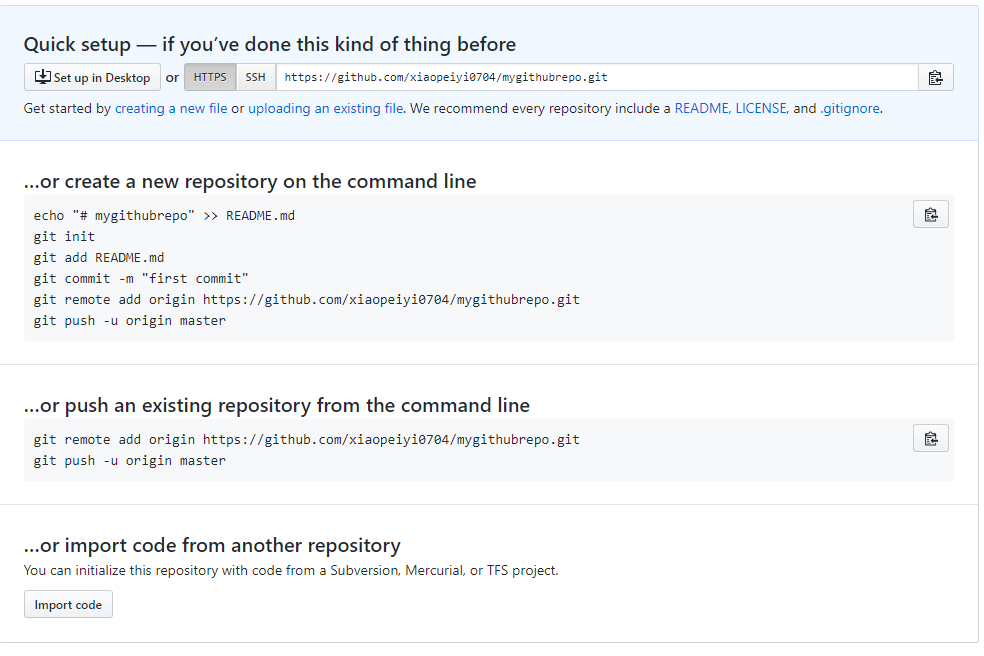 Quick setup — if you’ve done this kind of thing before
Set up in Desktop or HTTPS SSH https://github.com/xiaopeiyi0704/mygithubrepo.git
Get started by creating a new file or uploading an existing file. We recommend every repository include a README, LICENSE, and .gitignore.
…or create a new repository on the command line
echo "# mygithubrepo" >> README.md
git init
git add README.md
git commit -m "first commit"
git remote add origin https://github.com/xiaopeiyi0704/mygithubrepo.git
git push -u origin master
…or push an existing repository from the command line
git remote add origin https://github.com/xiaopeiyi0704/mygithubrepo.git
git push -u origin master
…or import code from another repository
You can initialize this repository with code from a Subversion, Mercurial, or TFS project.
Import code